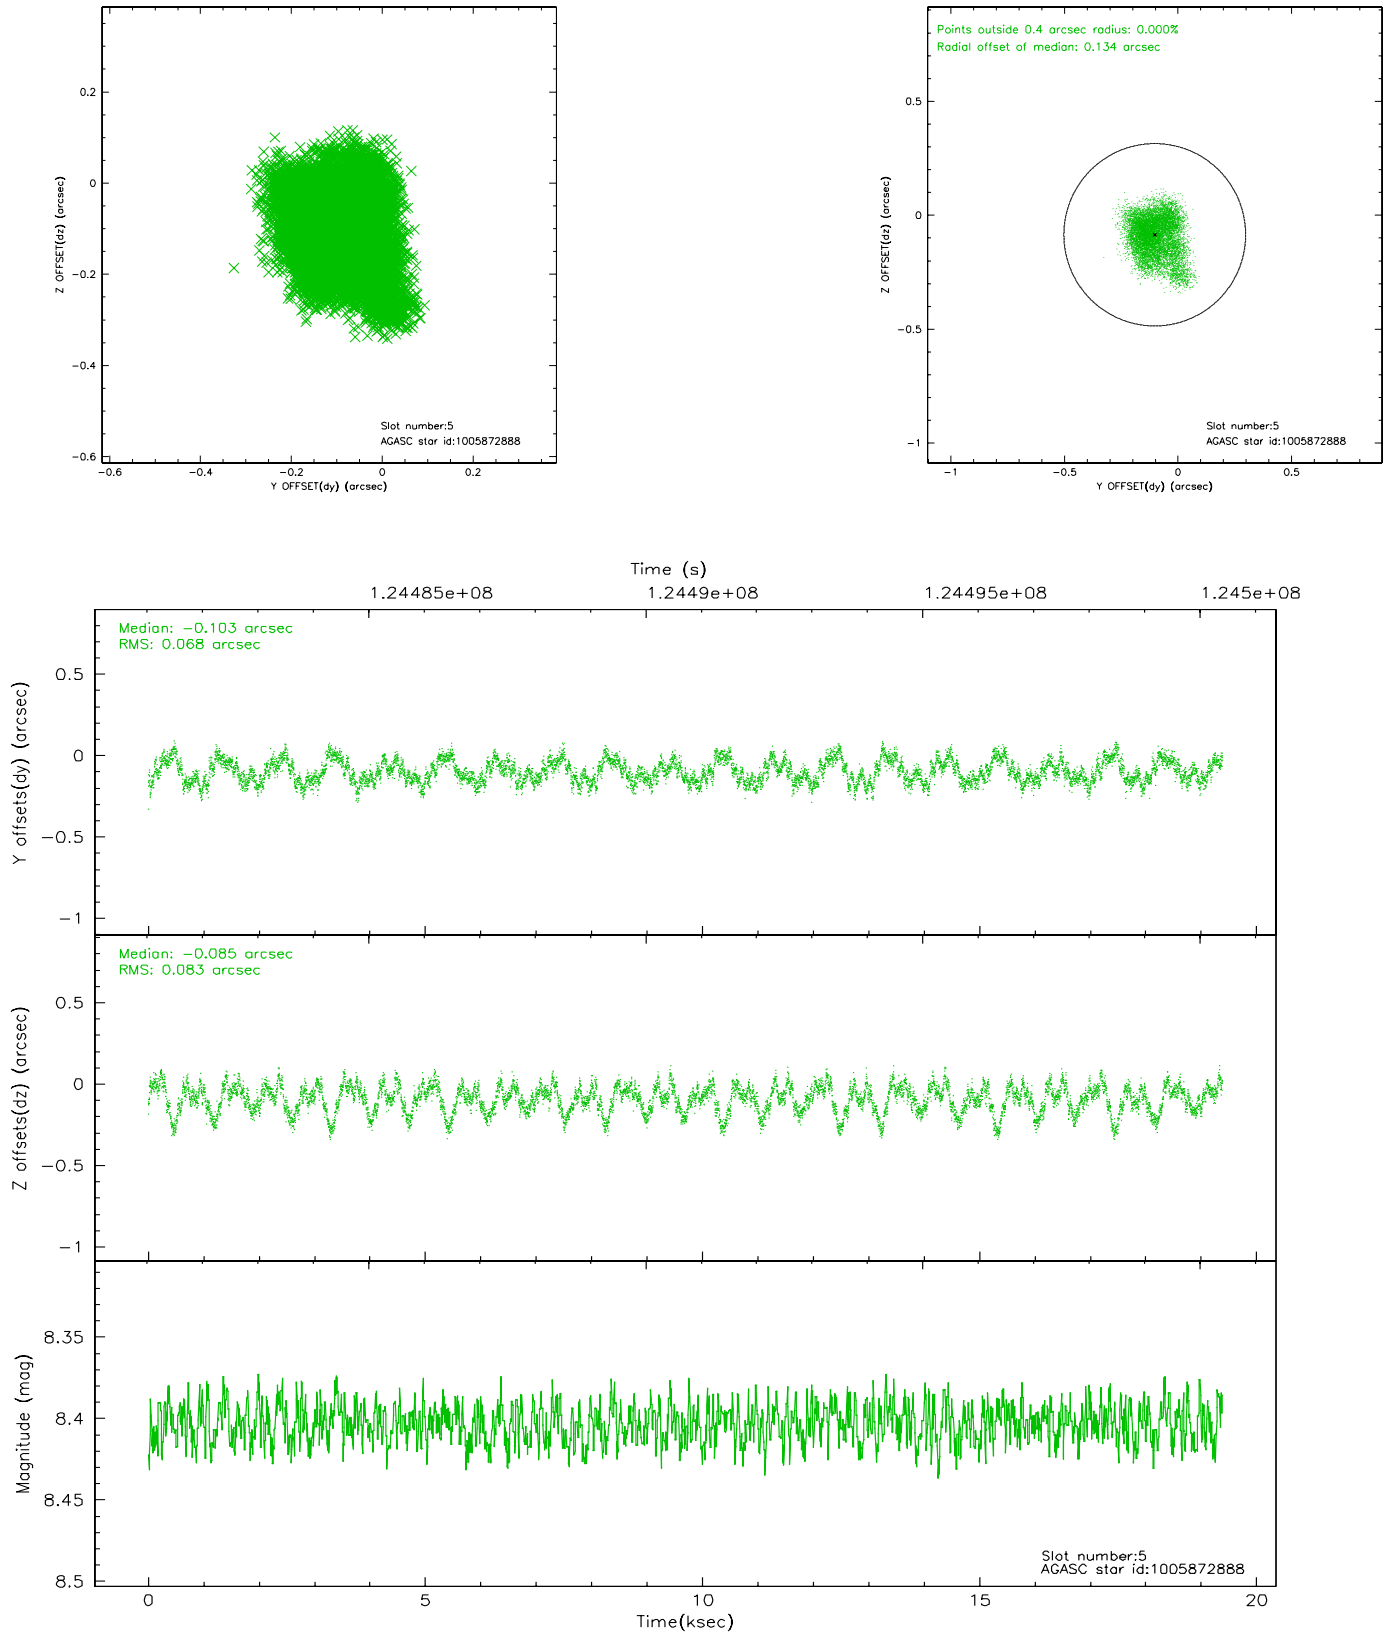 0.2
0
−0.2
−0.4
−0.6
Z OFFSET(dz) (arcsec)
Slot number:5
AGASC star id:1005872888
−0.6
−0.4
−0.2
0
0.2
Y OFFSET(dy) (arcsec)
Points outside 0.4 arcsec radius: 0.000%
Radial offset of median: 0.134 arcsec
0.5
0
−0.5
−1
Z OFFSET(dz) (arcsec)
Slot number:5
AGASC star id:1005872888
−1
−0.5
0
0.5
Y OFFSET(dy) (arcsec)
Time (s)
1.24485e+08
1.2449e+08
1.24495e+08
1.245e+08
Median: −0.103 arcsec
RMS: 0.068 arcsec
0.5
0
−0.5
−1
Y offsets(dy) (arcsec)
Median: −0.085 arcsec
RMS: 0.083 arcsec
0.5
0
−0.5
−1
Z offsets(dz) (arcsec)
8.35
8.4
8.45
8.5
Magnitude (mag)
Slot number:5
AGASC star id:1005872888
0
5
10
15
20
Time(ksec)